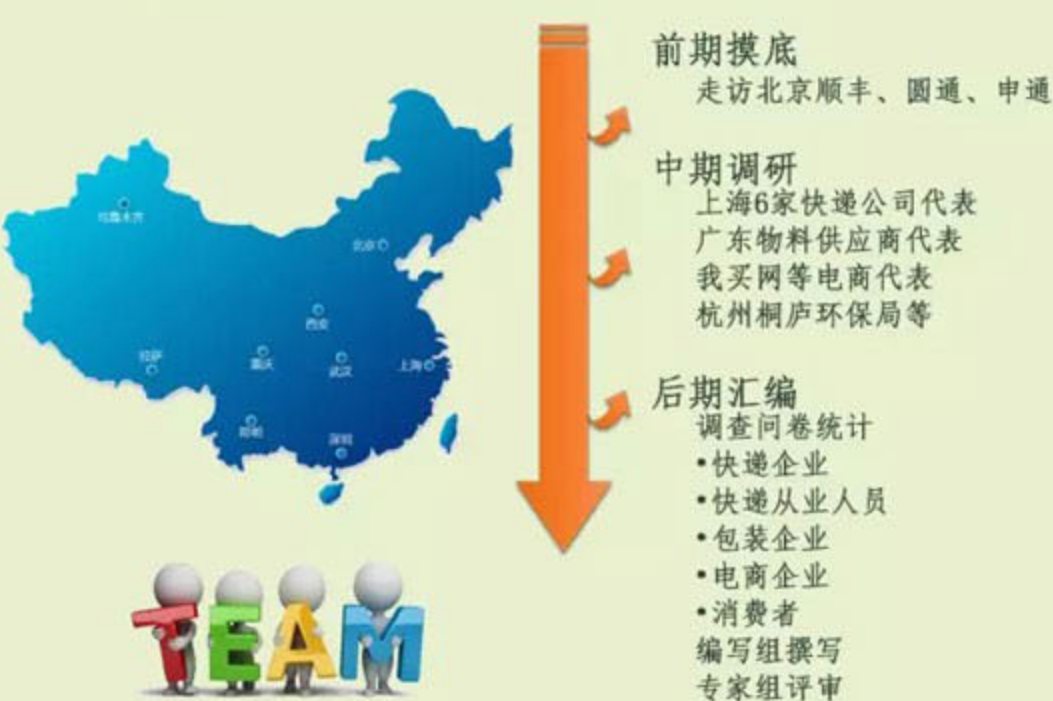 前期摸底
走访北京顺丰、圆通、申通
中期调研
上海6家快递公司代表
广东物料供应商代表
我买网等电商代表
杭州桐庐环保局等
后期汇编
调查问卷统计
•快递企业
•快递从业人员
•包装企业
•电商企业
•消费者
编写组撰写
专家组评审
乌鲁木齐
北京
西安
拉萨
重庆
武汉
上海
昆明
深圳
TEAM